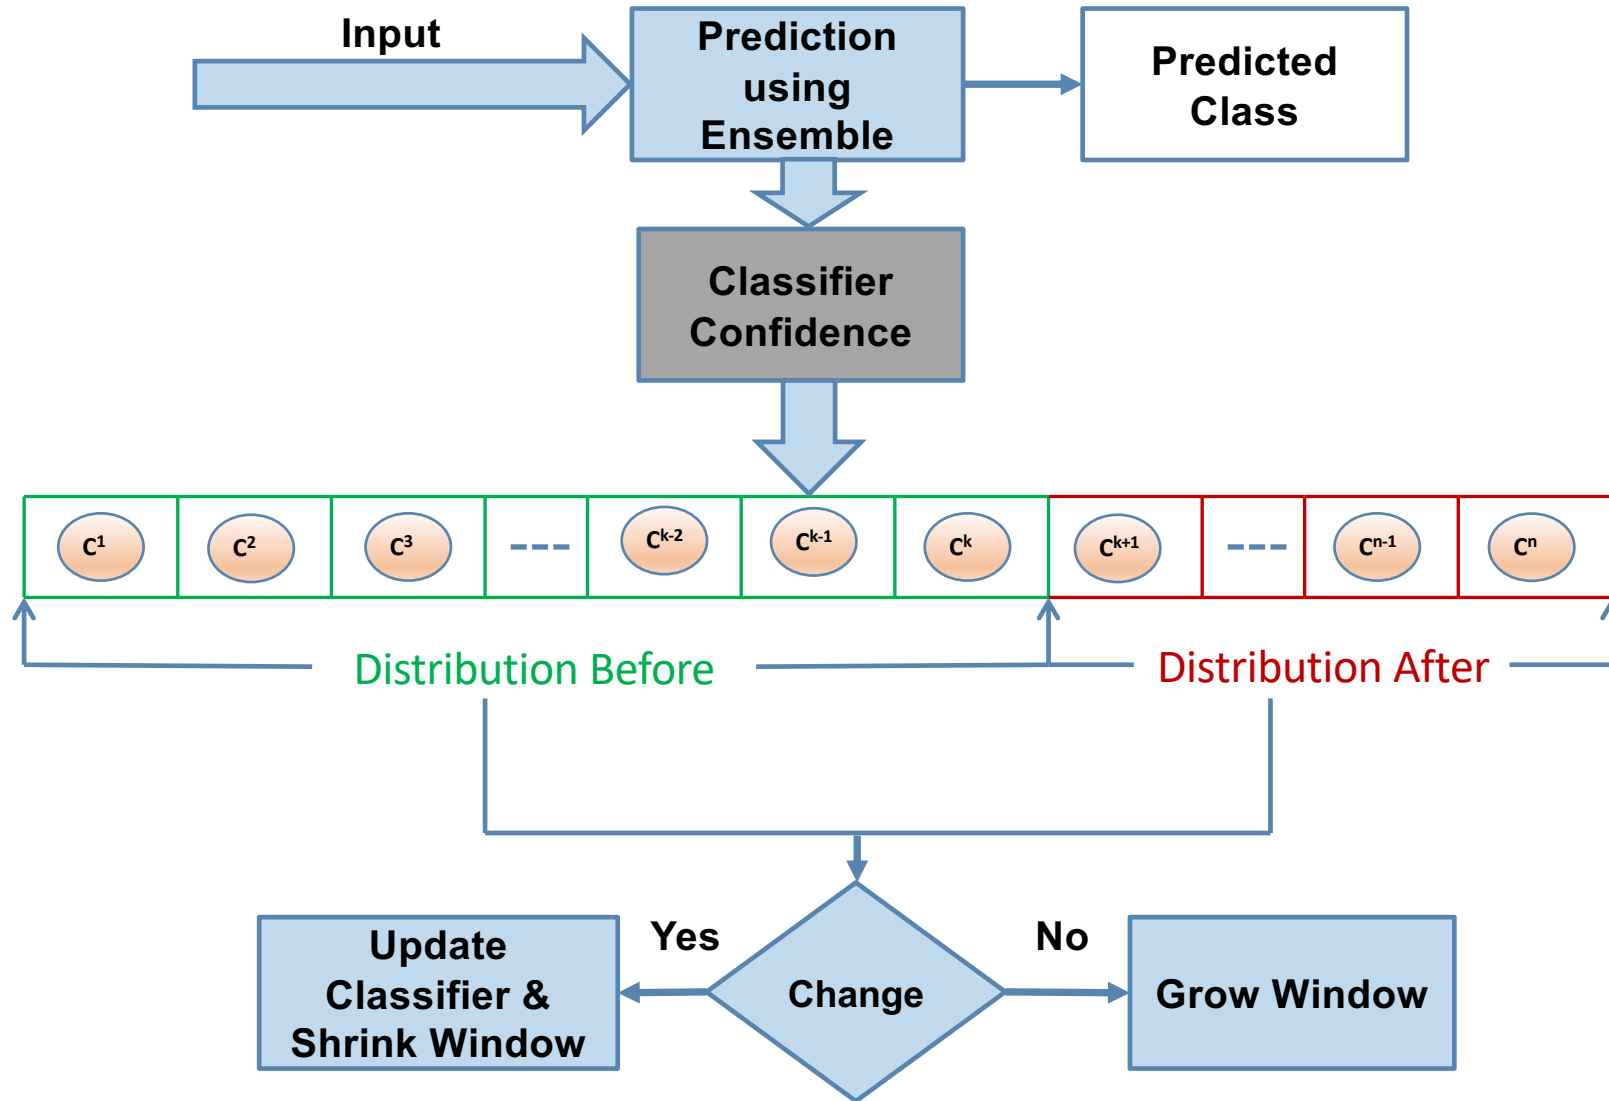 Input
Prediction
using
Ensemble
Predicted
Class
Classifier
Confidence
C¹ C² C³ ---- Cᵏ⁻² Cᵏ⁻¹ Cᵏ Cᵏ⁺¹ --- Cⁿ⁻¹ Cⁿ
Distribution Before
Distribution After
Update
Classifier &
Shrink Window
Yes
Change
No
Grow Window